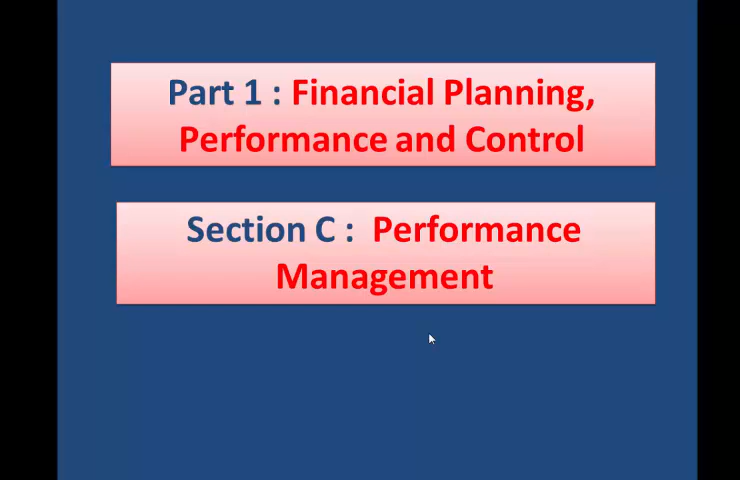 Part 1 : Financial Planning,
Performance and Control
Section C :  Performance
Management